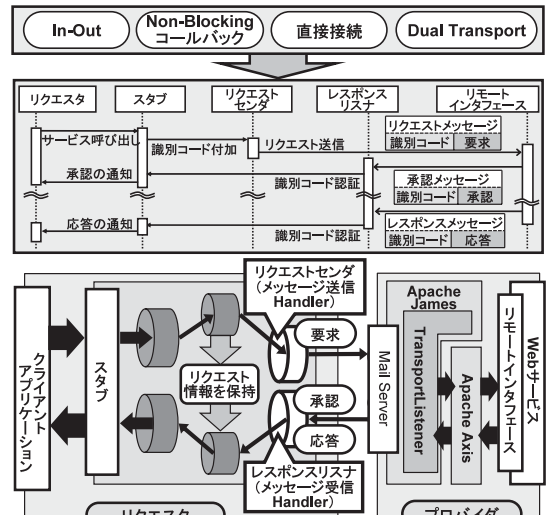 In-Out
Non-Blocking
コールバック
直接接続
Dual Transport
リクエスタ
スタブ
リクエスト
センダ
レスポンス
リスナ
リモート
インタフェース
サービス呼び出し
識別コード付加
リクエスト送信
リクエストメッセージ
識別コード 要求
承認の通知
識別コード認証
承認メッセージ
識別コード 承認
応答の通知
識別コード認証
レスポンスメッセージ
識別コード 応答
クライアント
アプリケーション
スタブ
リクエストセンダ
(メッセージ送信
Handler)
要求
リクエスト
情報を保持
承認
応答
レスポンスリスナ
(メッセージ受信
Handler)
Mail Server
Apache
James
TransportListener
Apache Axis
リモートインタフェース
Webサービス
リクエスタ
プロバイダ